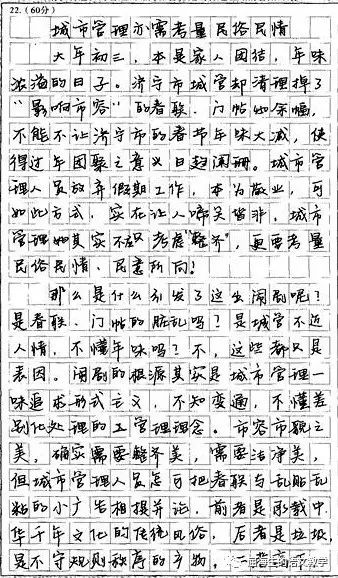 22.(60分)
城市管理亦需考量民俗民情
大年初三，本是家人团结，年味
浓海的日子。济宁市城管却清理掉了
“影响市容”的春联、门帖如余幅，
不能不让济宁市的春节年味大减，使
得过年团聚之意义日趋阑珊。城市管
理人员放弃假期工作，本为敬业，可
如此方式，实在让人啼笑皆非，城市
管理如其实不只考虑“整齐”，更要考量
民俗民情、民意所向！
那么是什么引发了这出闹剧呢？
是春联、门帖的脏乱吗？是城管不近
人情，不懂年味吗？不，这些都只是
表因。闹剧的根源其实是城市管理一
味追求形式主义，不知变通，不懂差
别化处理的工管理理念。市容市貌之
美，确实需要整齐美，需要洁净美，
但城市管理人员怎可把春联与乱贴乱
粘的小广告相提并论，前者是承载中
华千年文化的传统风俗，后者是垃圾，
是不守规则秩序的产物，二者